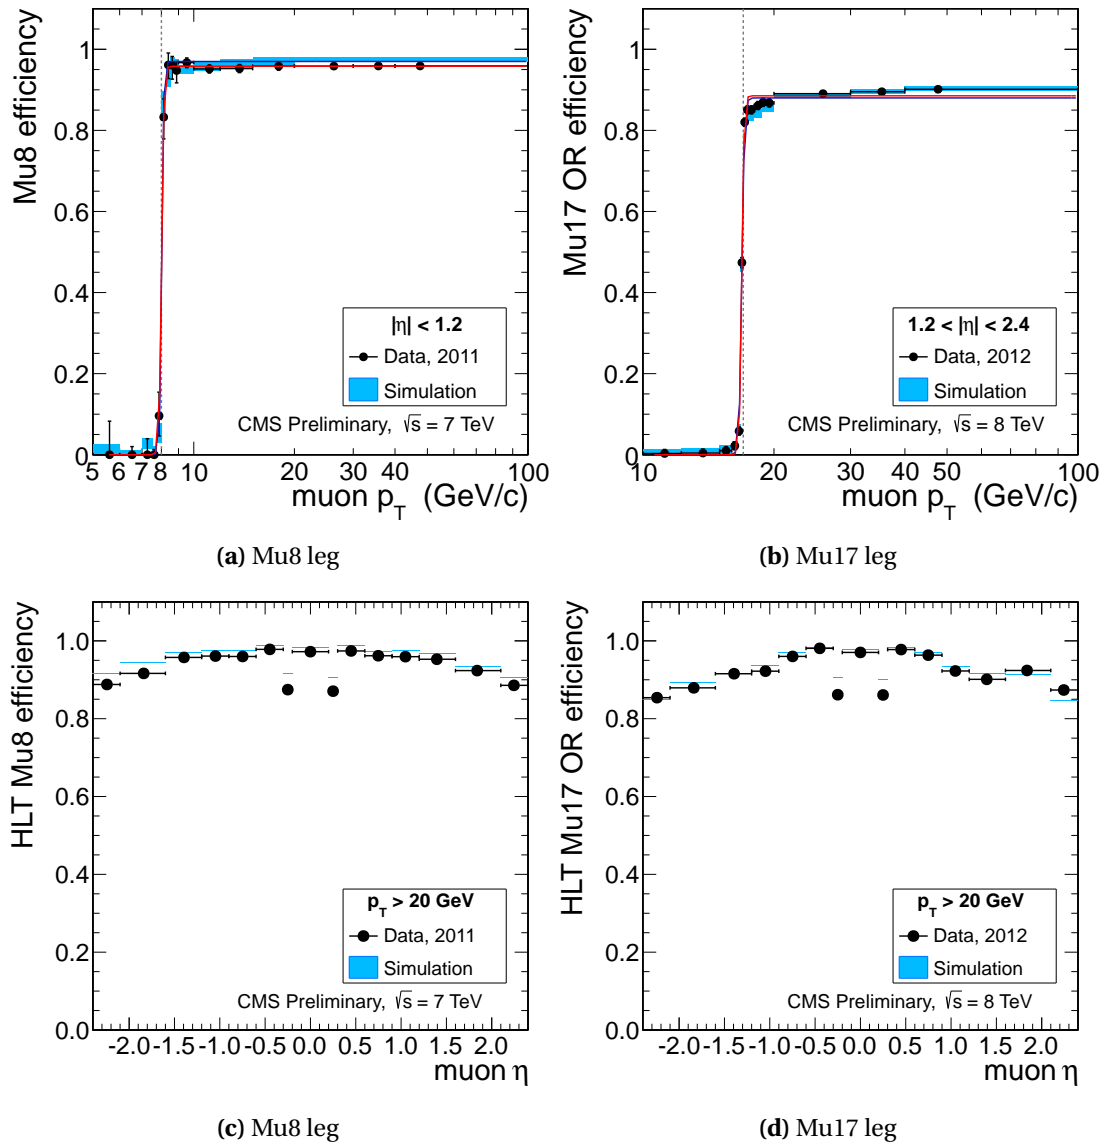 Mu8 efficiency
1
0.8
0.6
0.4
0.2
0
|η| < 1.2
Data, 2011
Simulation
CMS Preliminary, √s = 7 TeV
5 6 7 8 10 20 30 40 100
muon p_T (GeV/c)
(a) Mu8 leg
Mu17 OR efficiency
1
0.8
0.6
0.4
0.2
0
1.2 < |η| < 2.4
Data, 2012
Simulation
CMS Preliminary, √s = 8 TeV
10 20 30 40 100
muon p_T (GeV/c)
(b) Mu17 leg
HLT Mu8 efficiency
1.0
0.8
0.6
0.4
0.2
0.0
p_T > 20 GeV
Data, 2011
Simulation
CMS Preliminary, √s = 7 TeV
-2.0 -1.5 -1.0 -0.5 0.0 0.5 1.0 1.5 2.0
muon η
(c) Mu8 leg
HLT Mu17 OR efficiency
1.0
0.8
0.6
0.4
0.2
0.0
p_T > 20 GeV
Data, 2012
Simulation
CMS Preliminary, √s = 8 TeV
-2.0 -1.5 -1.0 -0.5 0.0 0.5 1.0 1.5 2.0
muon η
(d) Mu17 leg